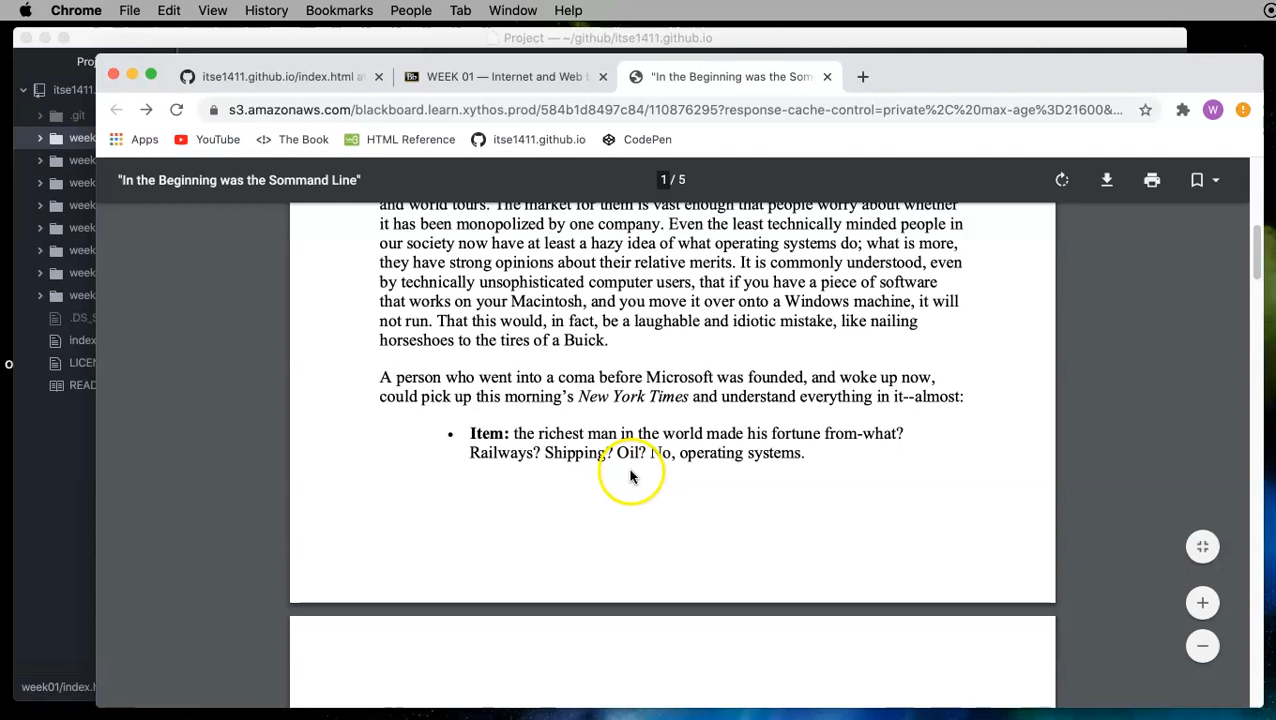 Chrome File Edit View History Bookmarks People Tab Window Help
Project — ~/github/itse1411.github.io
Proj
itse1411.github.io/index.html a
WEEK 01 — Internet and Web
"In the Beginning was the Som
itse1411
s3.amazonaws.com/blackboard.learn.xythos.prod/584b1d8497c84/110876295?response-cache-control=private%2C%20max-age%3D21600&...
W
.git
Apps YouTube The Book HTML Reference itse1411.github.io CodePen
week
"In the Beginning was the Sommand Line"
1 / 5
week
week
week
week
week
week
.DS_S
index
LICEN
READ
and world tours. The market for them is vast enough that people worry about whether
it has been monopolized by one company. Even the least technically minded people in
our society now have at least a hazy idea of what operating systems do; what is more,
they have strong opinions about their relative merits. It is commonly understood, even
by technically unsophisticated computer users, that if you have a piece of software
that works on your Macintosh, and you move it over onto a Windows machine, it will
not run. That this would, in fact, be a laughable and idiotic mistake, like nailing
horseshoes to the tires of a Buick.
A person who went into a coma before Microsoft was founded, and woke up now,
could pick up this morning's New York Times and understand everything in it--almost:
• Item: the richest man in the world made his fortune from-what?
Railways? Shipping? Oil? No, operating systems.
week01/index.h